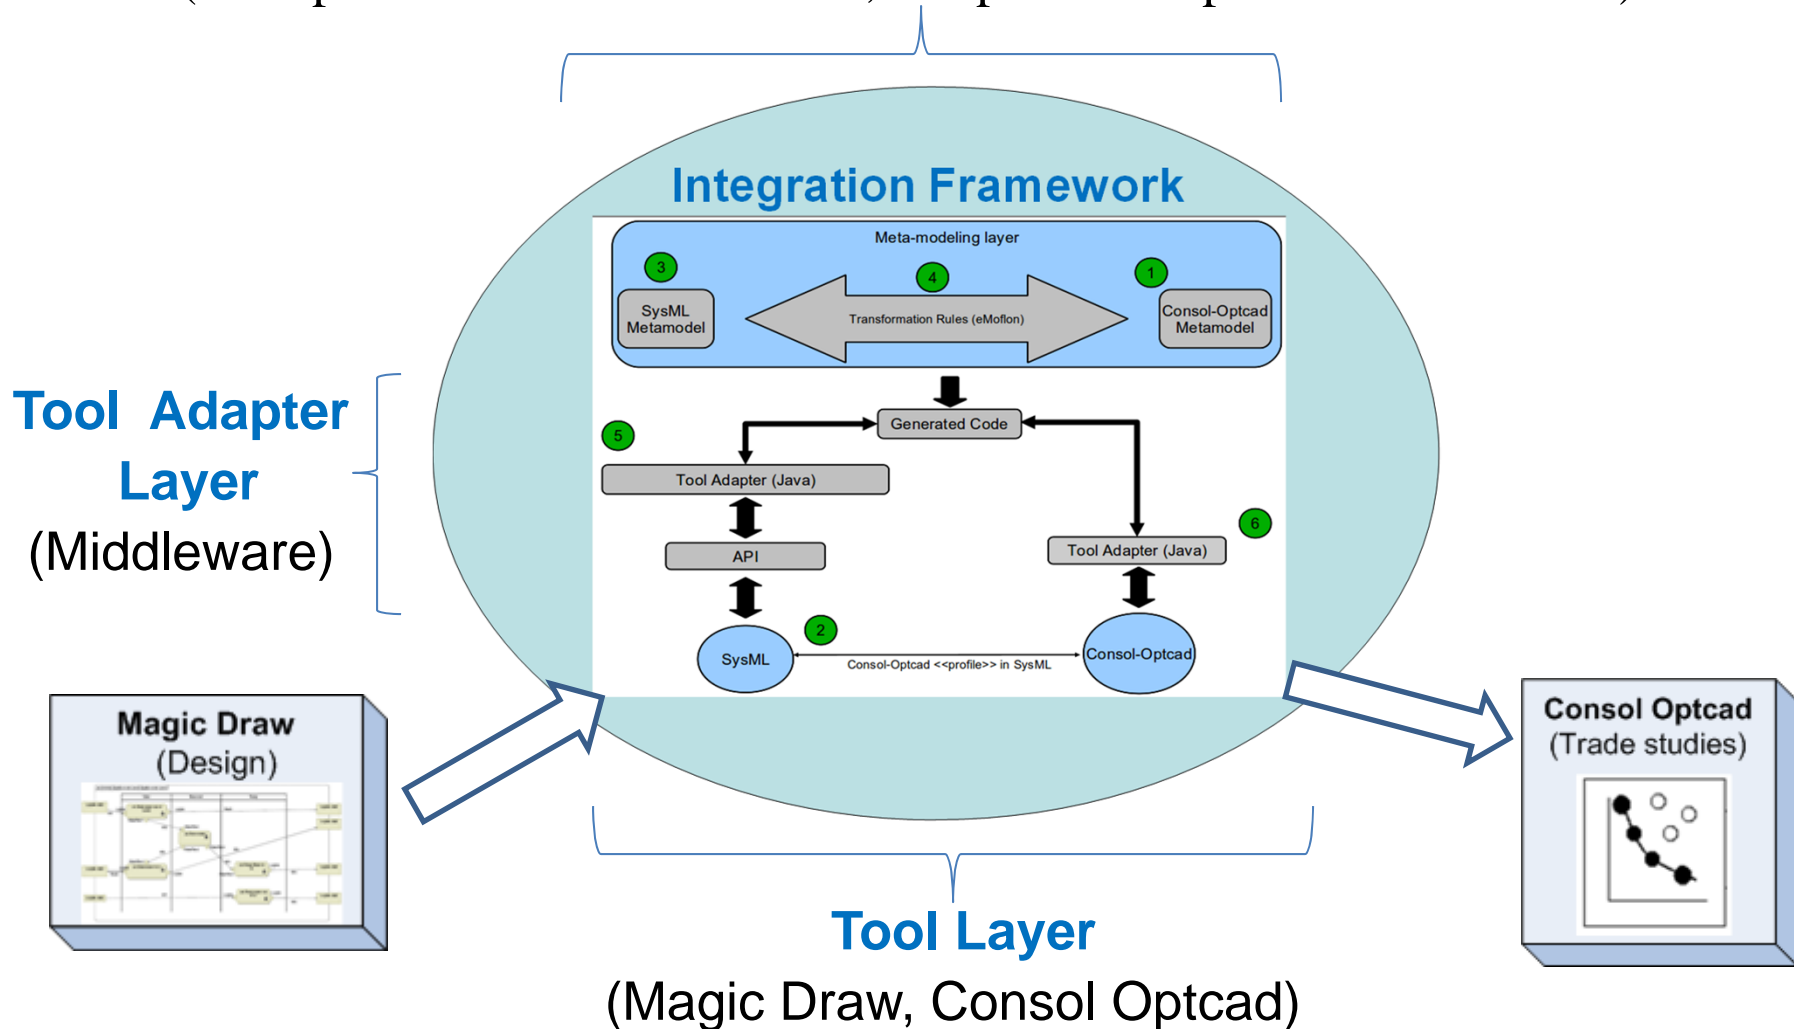 Integration Framework
Meta-modeling layer
3
4
1
SysML
Metamodel
Transformation Rules (eMoflon)
Consol-Optcad
Metamodel
Tool Adapter
Layer
(Middleware)
Generated Code
5
Tool Adapter (Java)
6
Tool Adapter (Java)
API
2
SysML
Consol-Optcad <<profile>> in SysML
Consol-Optcad
Magic Draw
(Design)
Consol Optcad
(Trade studies)
Tool Layer
(Magic Draw, Consol Optcad)